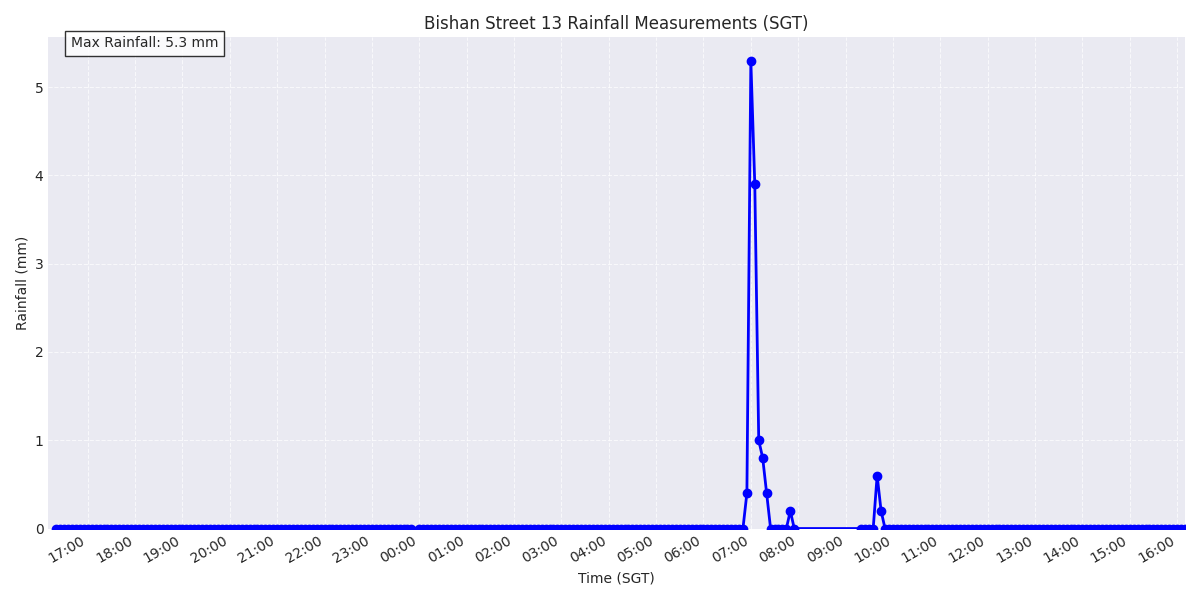 Bishan Street 13 Rainfall Measurements (SGT)
Max Rainfall: 5.3 mm
Rainfall (mm)
5
4
3
2
1
0
17:00 18:00 19:00 20:00 21:00 22:00 23:00 00:00 01:00 02:00 03:00 04:00 05:00 06:00 07:00 08:00 09:00 10:00 11:00 12:00 13:00 14:00 15:00 16:00
Time (SGT)